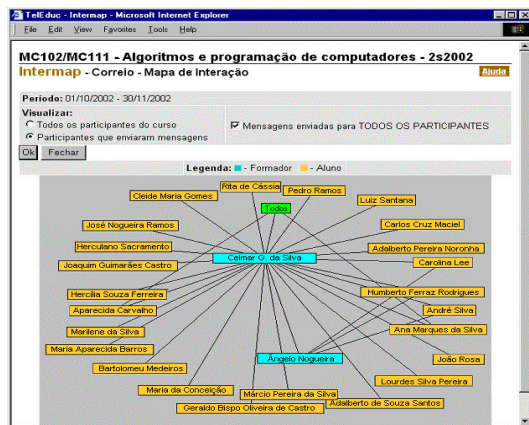 TelEduc - Intermap - Microsoft Internet Explorer
File Edit View Favorites Tools Help
MC102/MC111 - Algoritmos e programação de computadores - 2s2002
Intermap - Correio - Mapa de Interação
Ajuda
Período: 01/10/2002 - 30/11/2002
Visualizar:
Todos os participantes do curso
Participantes que enviaram mensagens
Mensagens enviadas para TODOS OS PARTICIPANTES
Ok Fechar
Legenda: - Formador - Aluno
Rita de Cássia
Pedro Ramos
Cleide Maria Gomes
Luiz Santana
Todos
José Nogueira Ramos
Carlos Cruz Maciel
Herculano Sacramento
Adalberto Pereira Noronha
Celmar G. da Silva
Carolina Lee
Joaquim Guimarães Castro
Hercília Souza Ferreira
Humberto Ferraz Rodrigues
Aparecida Carvalho
André Silva
Marilene da Silva
Ana Marques da Silva
Maria Aparecida Barros
Ângelo Nogueira
João Rosa
Bartolomeu Medeiros
Lourdes Silva Pereira
Maria da Conceição
Márcio Pereira da Silva
Adalberto de Souza Santos
Geraldo Bispo Oliveira de Castro